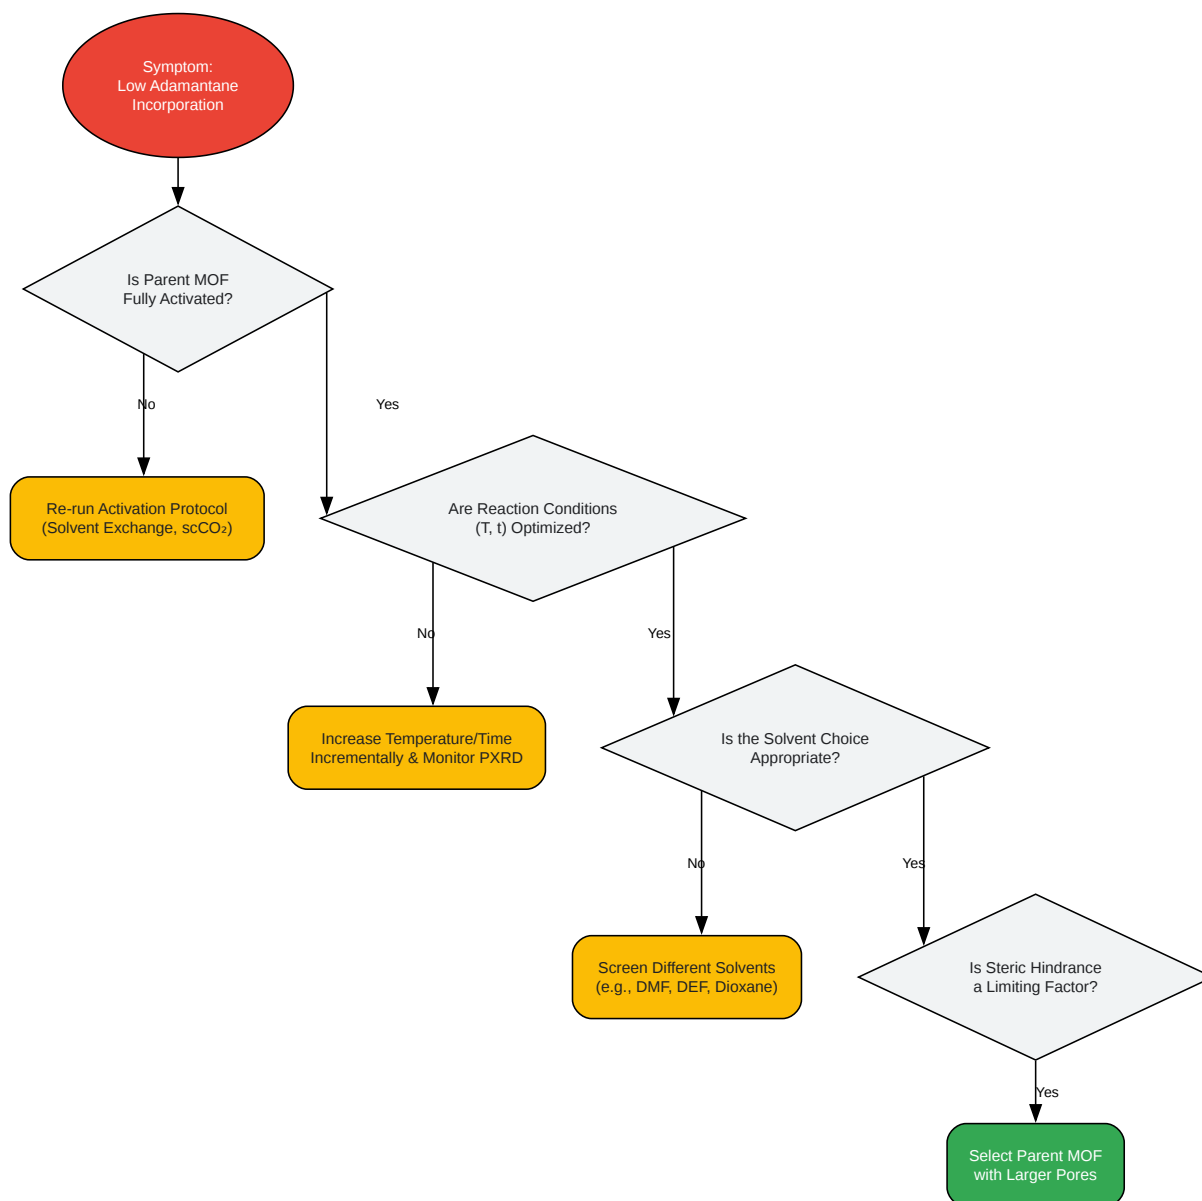 Symptom:
Low Adamantane
Incorporation
Is Parent MOF
Fully Activated?
No
Yes
Re-run Activation Protocol
(Solvent Exchange, scCO₂)
Are Reaction Conditions
(T, t) Optimized?
No
Yes
Increase Temperature/Time
Incrementally & Monitor PXRD
Is the Solvent Choice
Appropriate?
No
Yes
Screen Different Solvents
(e.g., DMF, DEF, Dioxane)
Is Steric Hindrance
a Limiting Factor?
Yes
Select Parent MOF
with Larger Pores